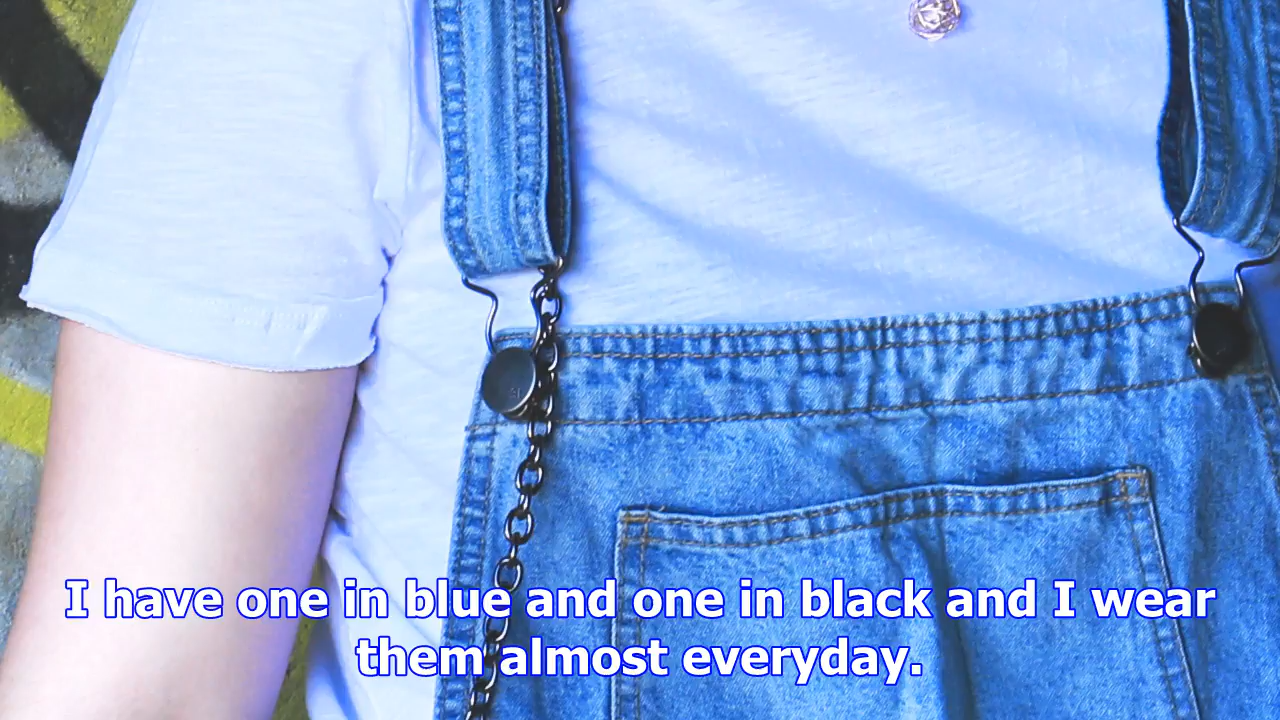 I have one in blue and one in black and I wear
them almost everyday.